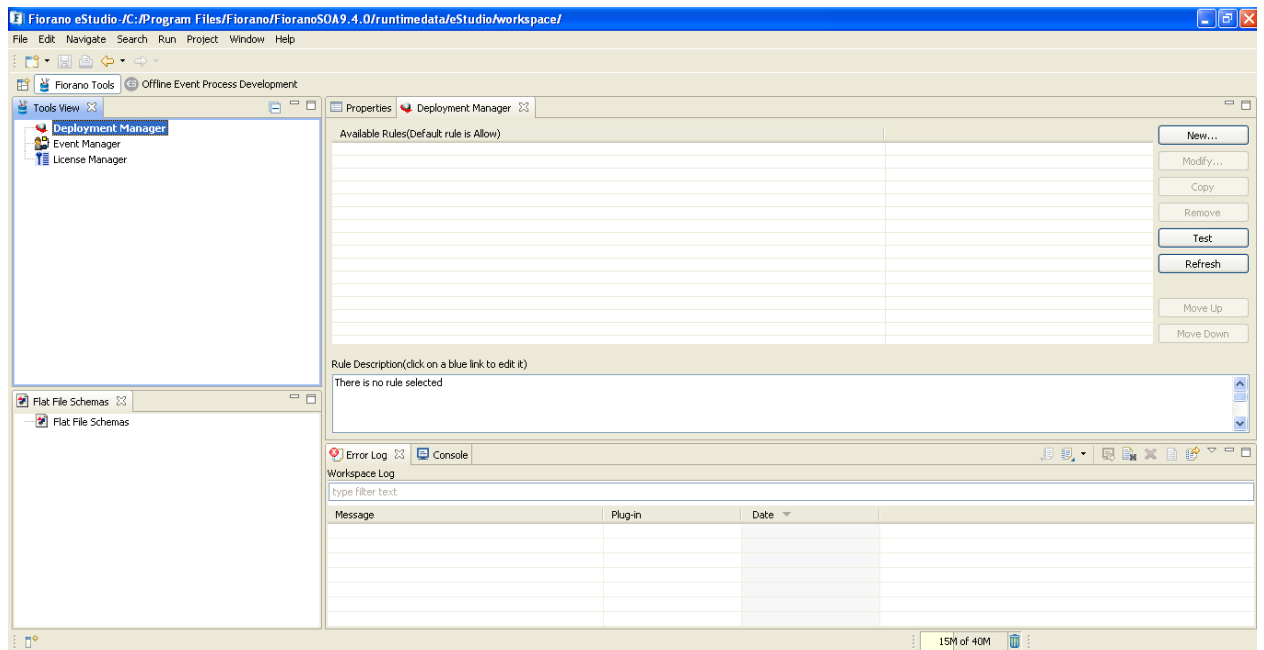 Fiorano eStudio-/C:/Program Files/Fiorano/FioranoSOA9.4.0/runtimedata/eStudio/workspace/
File Edit Navigate Search Run Project Window Help
Fiorano Tools Offline Event Process Development
Tools View
Deployment Manager
Event Manager
License Manager
Properties Deployment Manager
Available Rules(Default rule is Allow)
New...
Modify...
Copy
Remove
Test
Refresh
Move Up
Move Down
Rule Description(click on a blue link to edit it)
There is no rule selected
Flat File Schemas
Flat File Schemas
Error Log Console
Workspace Log
type filter text
Message Plug-in Date
15M of 40M